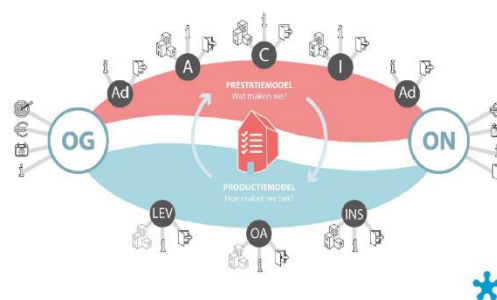 Ad
A
C
I
Ad
PRESTATIEMODEL
Wat maken we?
OG
ON
PRODUCTIEMODEL
Hoe maken we het?
LEV
OA
INS